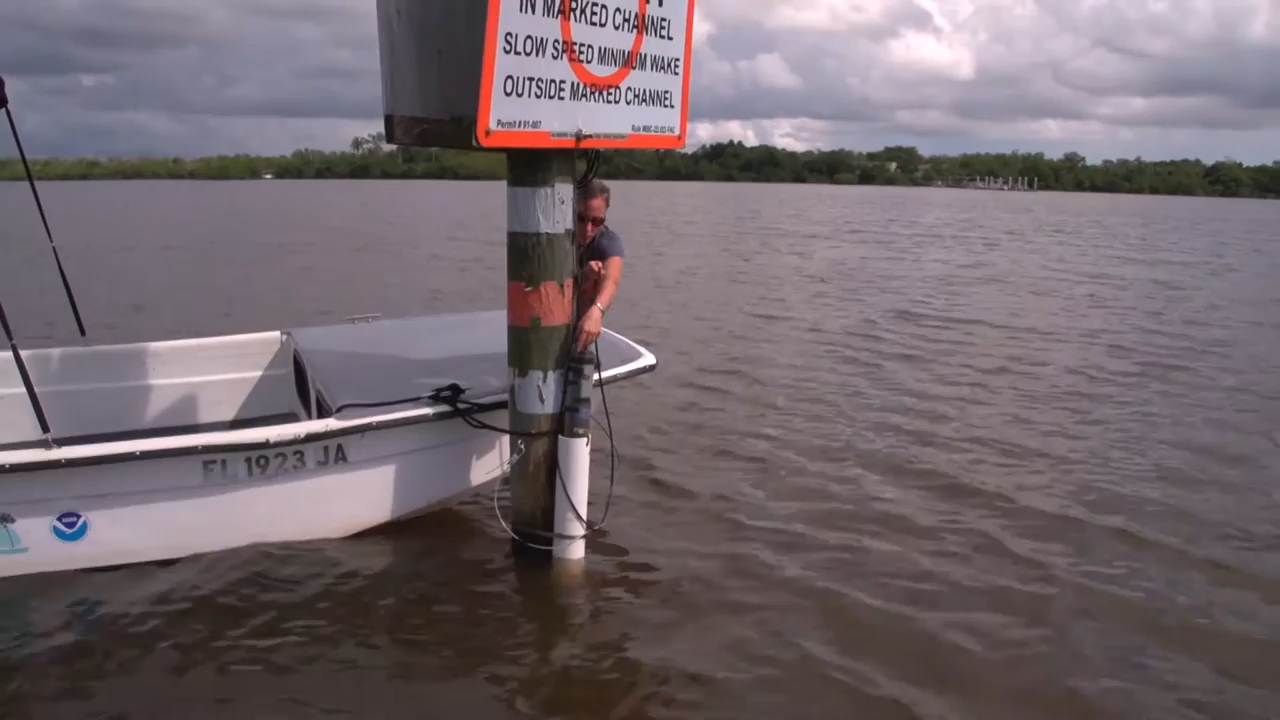 IN MARKED CHANNEL
SLOW SPEED MINIMUM WAKE
OUTSIDE MARKED CHANNEL
Permit # 91-007
FL 1923 JA